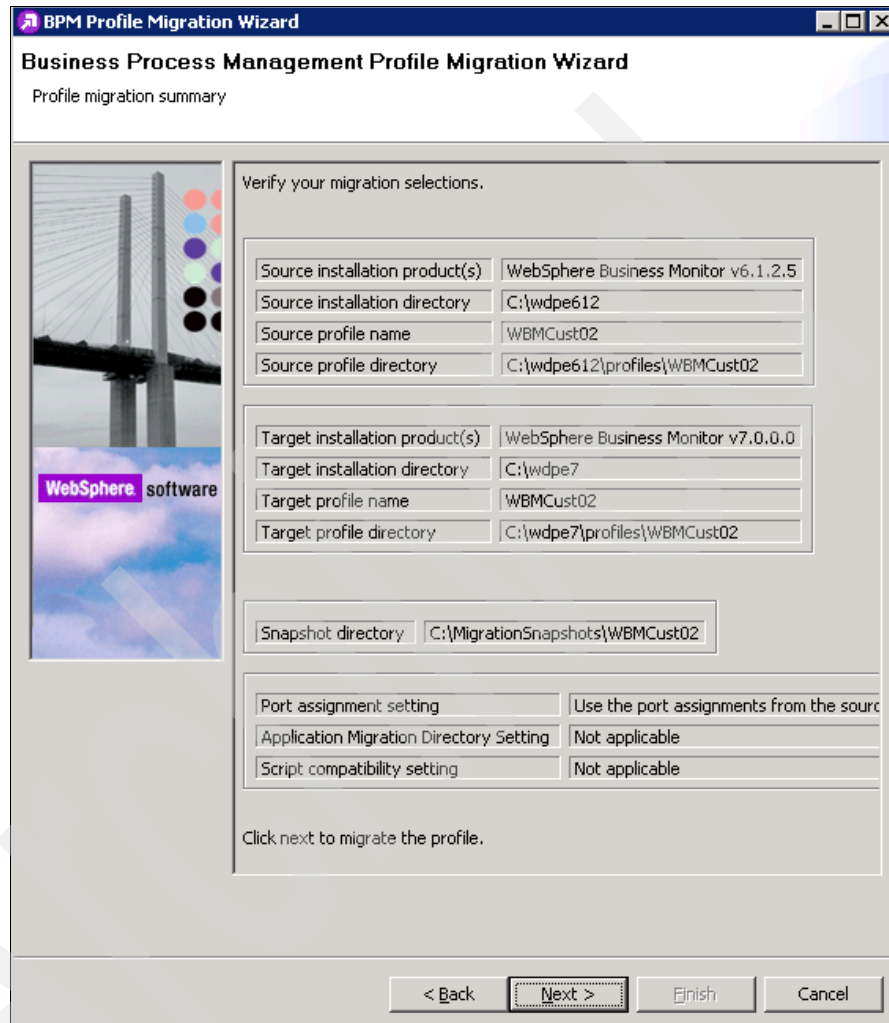 BPM Profile Migration Wizard
Business Process Management Profile Migration Wizard
Profile migration summary
Verify your migration selections.
Source installation product(s) WebSphere Business Monitor v6.1.2.5
Source installation directory C:\wdpe612
Source profile name WBMCust02
Source profile directory C:\wdpe612\profiles\WBMCust02
Target installation product(s) WebSphere Business Monitor v7.0.0.0
Target installation directory C:\wdpe7
Target profile name WBMCust02
Target profile directory C:\wdpe7\profiles\WBMCust02
WebSphere. software
Snapshot directory C:\MigrationSnapshots\WBMCust02
Port assignment setting Use the port assignments from the sourc
Application Migration Directory Setting Not applicable
Script compatibility setting Not applicable
Click next to migrate the profile.
< Back Next > Finish Cancel